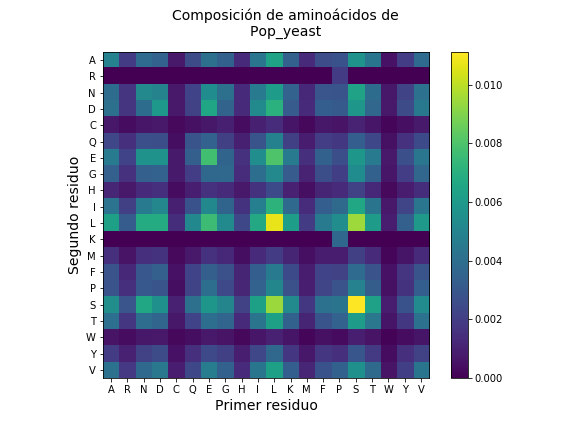 Composición de aminoácidos de
Pop_yeast
Segundo residuo
A
R
N
D
C
Q
E
G
H
I
L
K
M
F
P
S
T
W
Y
V
A R N D C Q E G H I L K M F P S T W Y V
Primer residuo
0.010
0.008
0.006
0.004
0.002
0.000